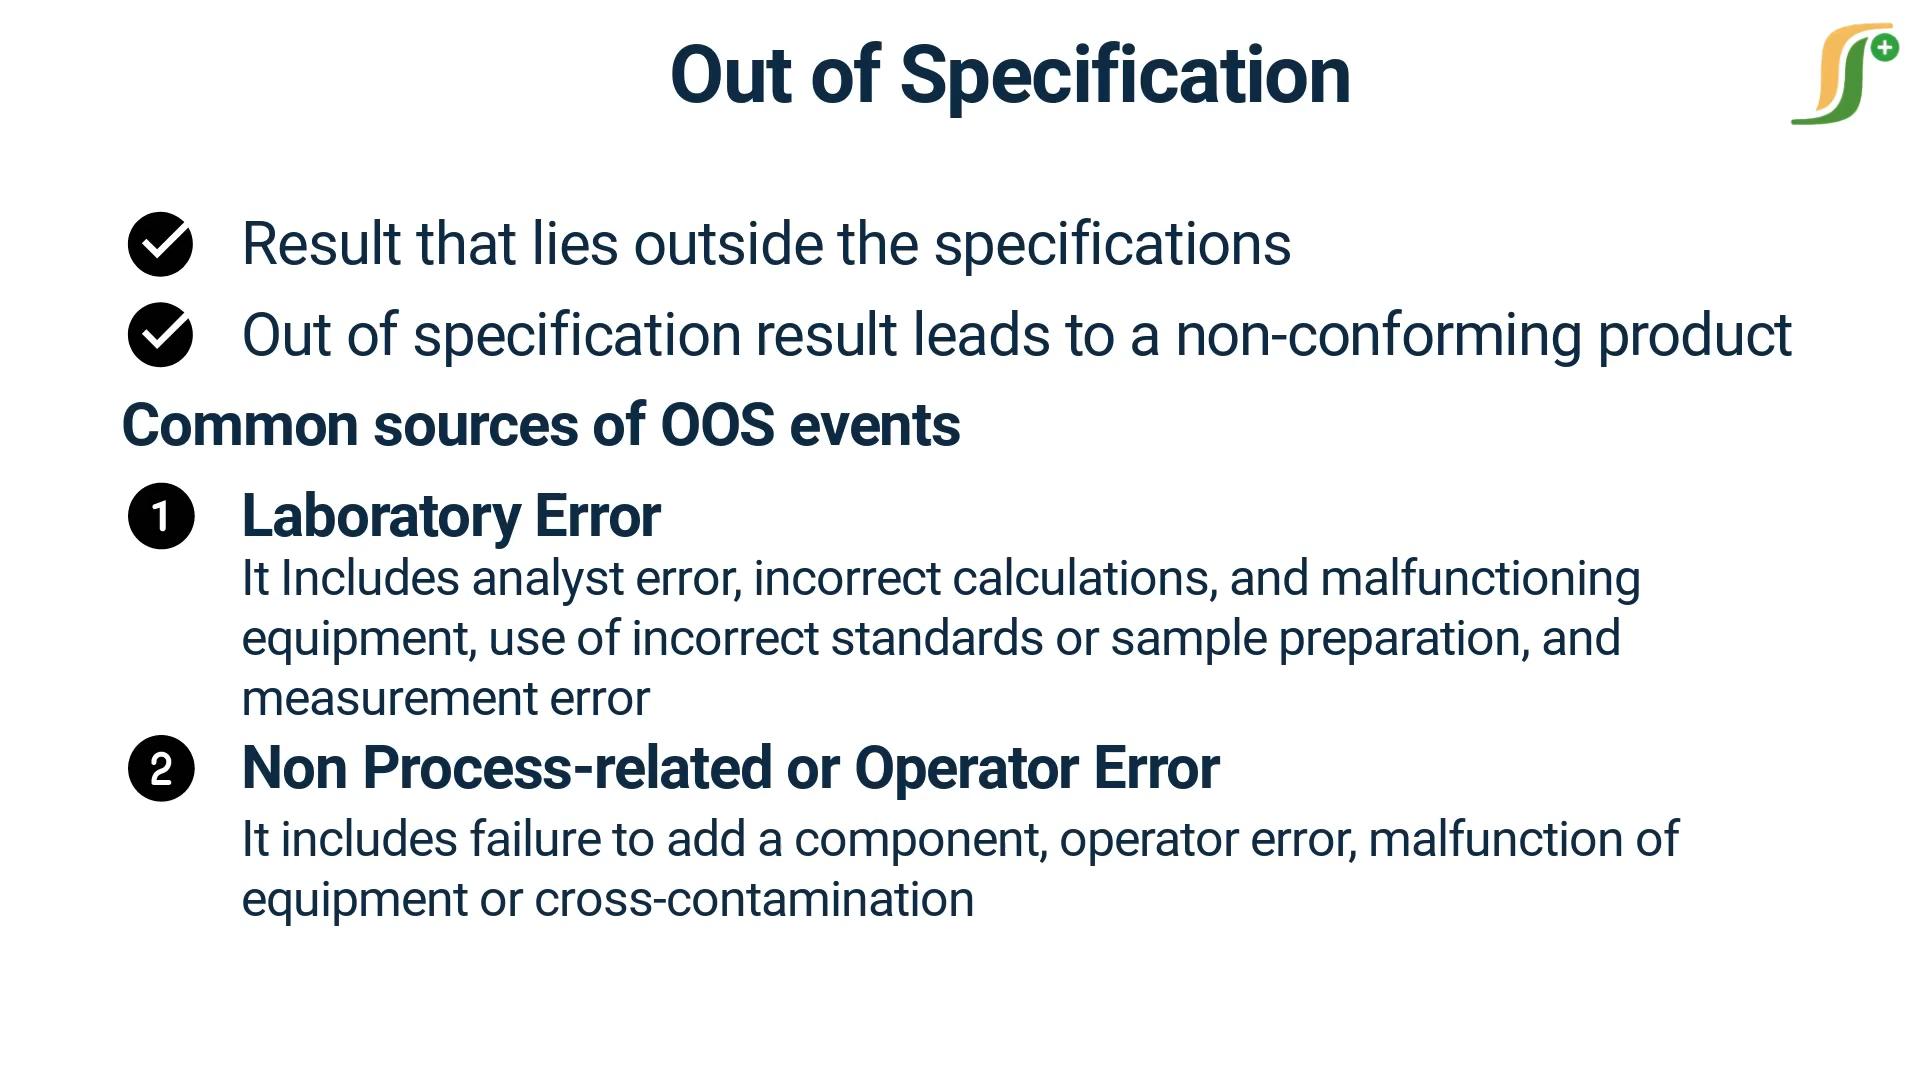 Out of Specification
Result that lies outside the specifications
Out of specification result leads to a non-conforming product
Common sources of OOS events
1 Laboratory Error
It Includes analyst error, incorrect calculations, and malfunctioning
equipment, use of incorrect standards or sample preparation, and
measurement error
2 Non Process-related or Operator Error
It includes failure to add a component, operator error, malfunction of
equipment or cross-contamination